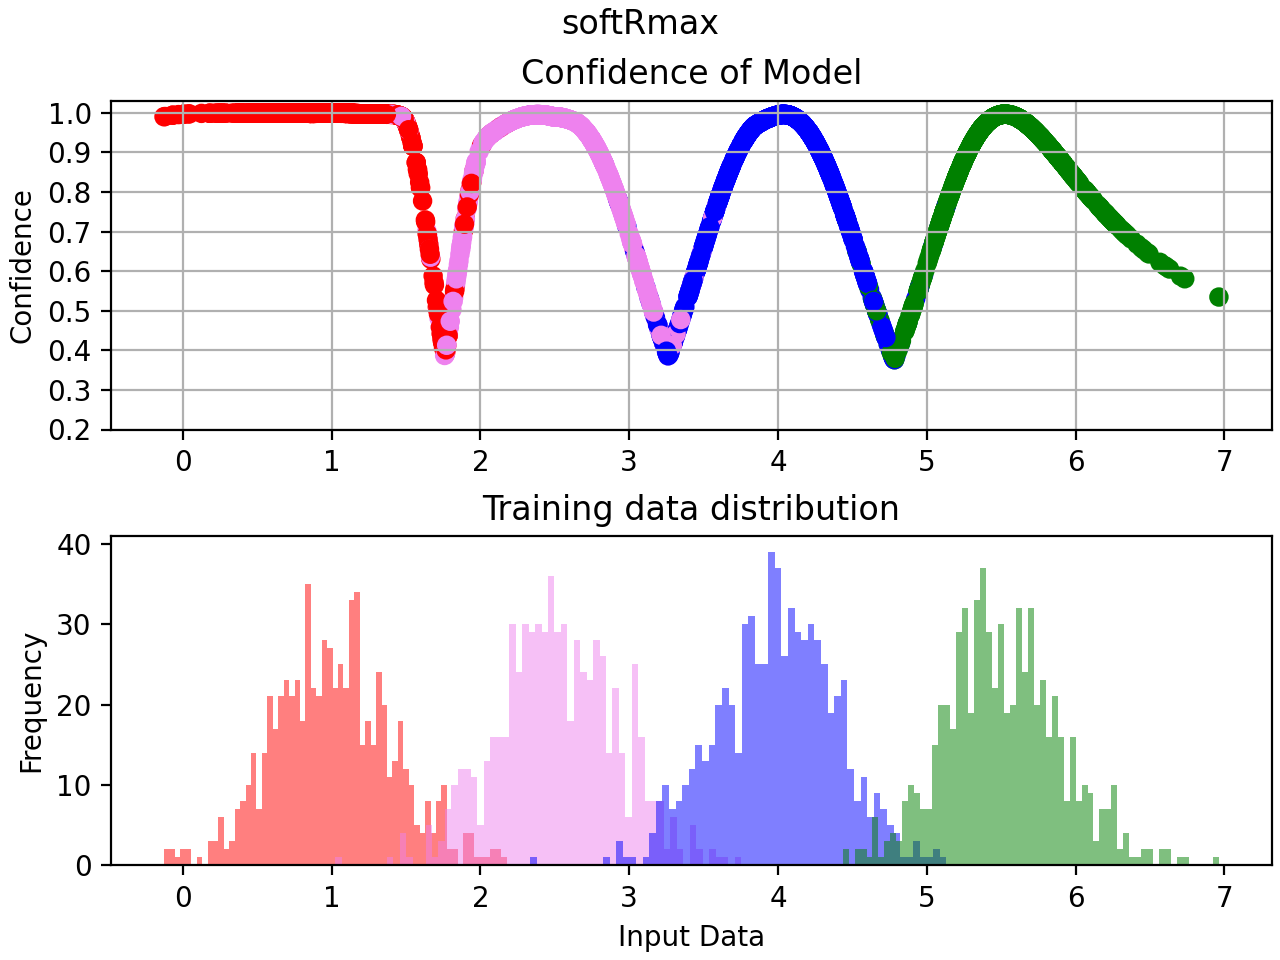 softRmax
Confidence of Model
Confidence
1.0
0.9
0.8
0.7
0.6
0.5
0.4
0.3
0.2
0 1 2 3 4 5 6 7
Training data distribution
Frequency
40
30
20
10
0
0 1 2 3 4 5 6 7
Input Data